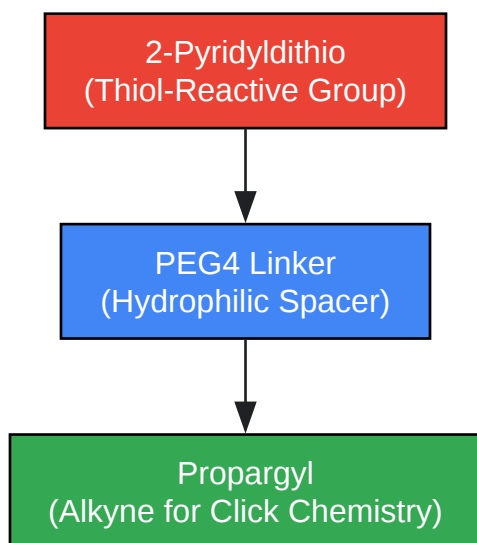 2-Pyridyldithio
(Thiol-Reactive Group)
PEG4 Linker
(Hydrophilic Spacer)
Propargyl
(Alkyne for Click Chemistry)